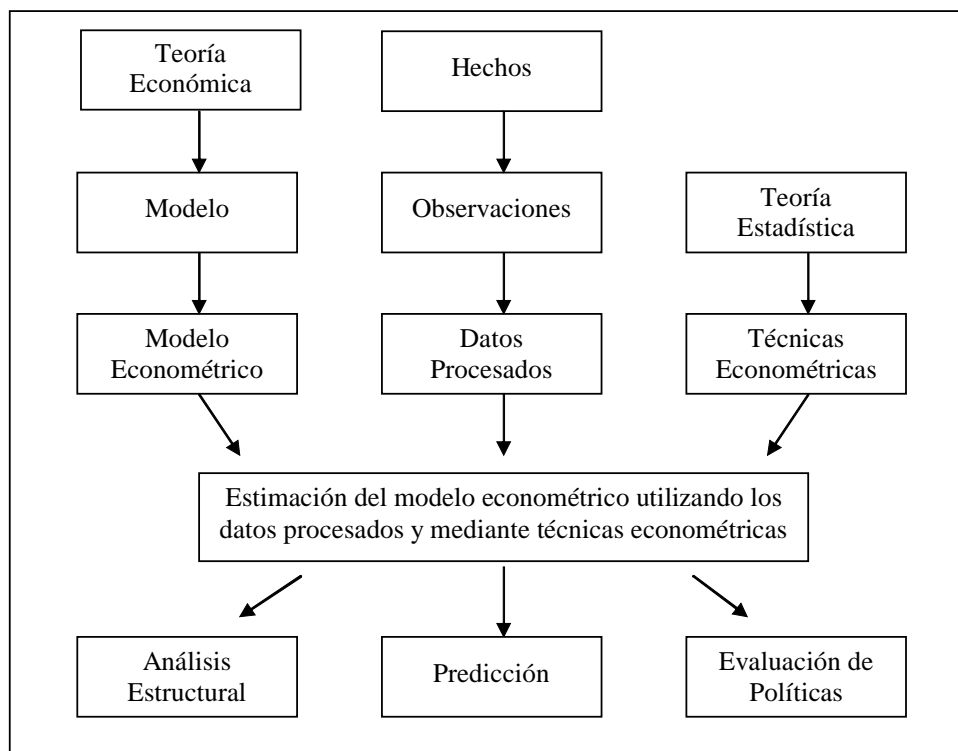 Teoría
Económica
Hechos
Modelo
Observaciones
Teoría
Estadística
Modelo
Econométrico
Datos
Procesados
Técnicas
Econométricas
Estimación del modelo econométrico utilizando los
datos procesados y mediante técnicas econométricas
Análisis
Estructural
Predicción
Evaluación de
Políticas